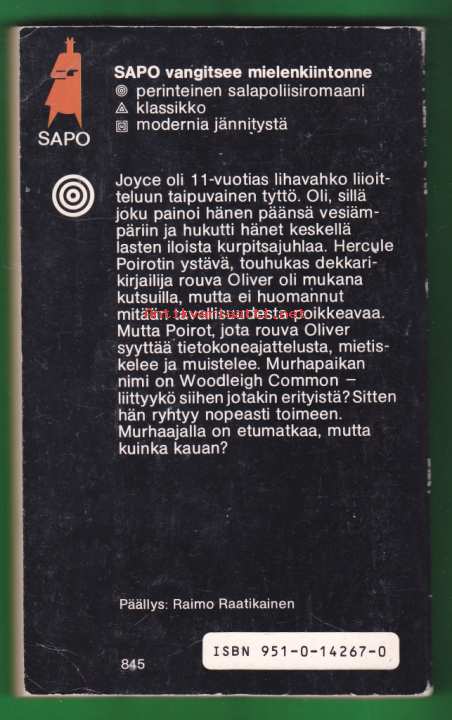 SAPO vangitsee mielenkiintonne
perinteinen salapoliisiromaani
klassikko
modernia jännitystä
SAPO
Joyce oli 11-vuotias lihavahko liioit-
teluun taipuvainen tyttö. Oli, sillä
joku painoi hänen päänsä vesiäm-
päriin ja hukutti hänet keskellä
lasten iloista kurpitsajuhlaa. Hercule
Poirotin ystävä, touhukas dekkari-
kirjailija rouva Oliver oli mukana
kutsuilla, mutta ei huomannut
mitään tavallisuudesta poikkeavaa.
Mutta Poirot, jota rouva Oliver
syyttää tietokoneajattelusta, mietis-
kelee ja muistelee. Murhapaikan
nimi on Woodleigh Common –
liittyykö siihen jotakin erityistä? Sitten
hän ryhtyy nopeasti toimeen.
Murhaajalla on etumatkaa, mutta
kuinka kauan?
Päällys: Raimo Raatikainen
ISBN 951-0-14267-0
845